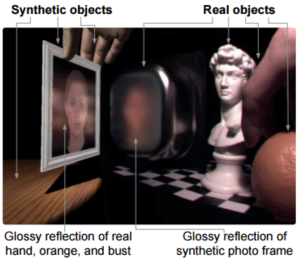 Synthetic objects Real objects
Glossy reflection of real Glossy reflection of
hand, orange, and bust synthetic photo frame